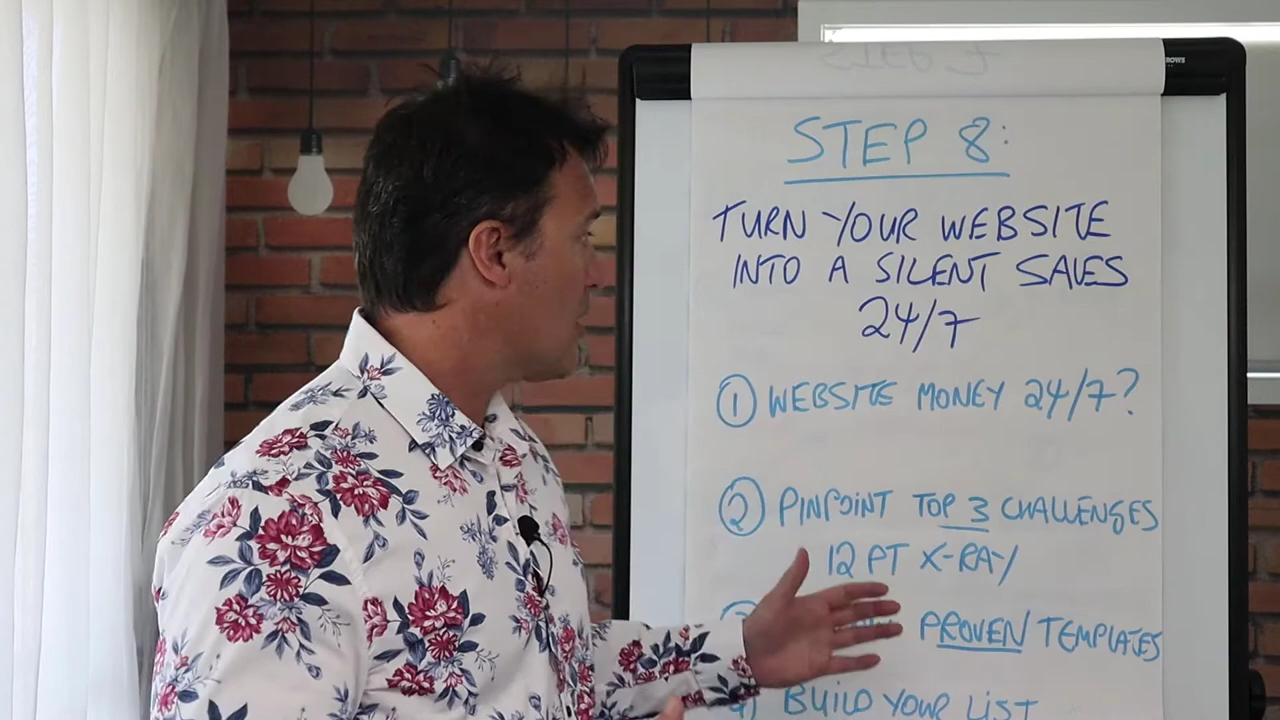 STEP 8:
TURN YOUR WEBSITE
INTO A SILENT SALES
24/7
① WEBSITE MONEY 24/7?
② PINPOINT TOP 3 CHALLENGES
12 PT X-RAY
PROVEN TEMPLATES
BUILD YOUR LIST